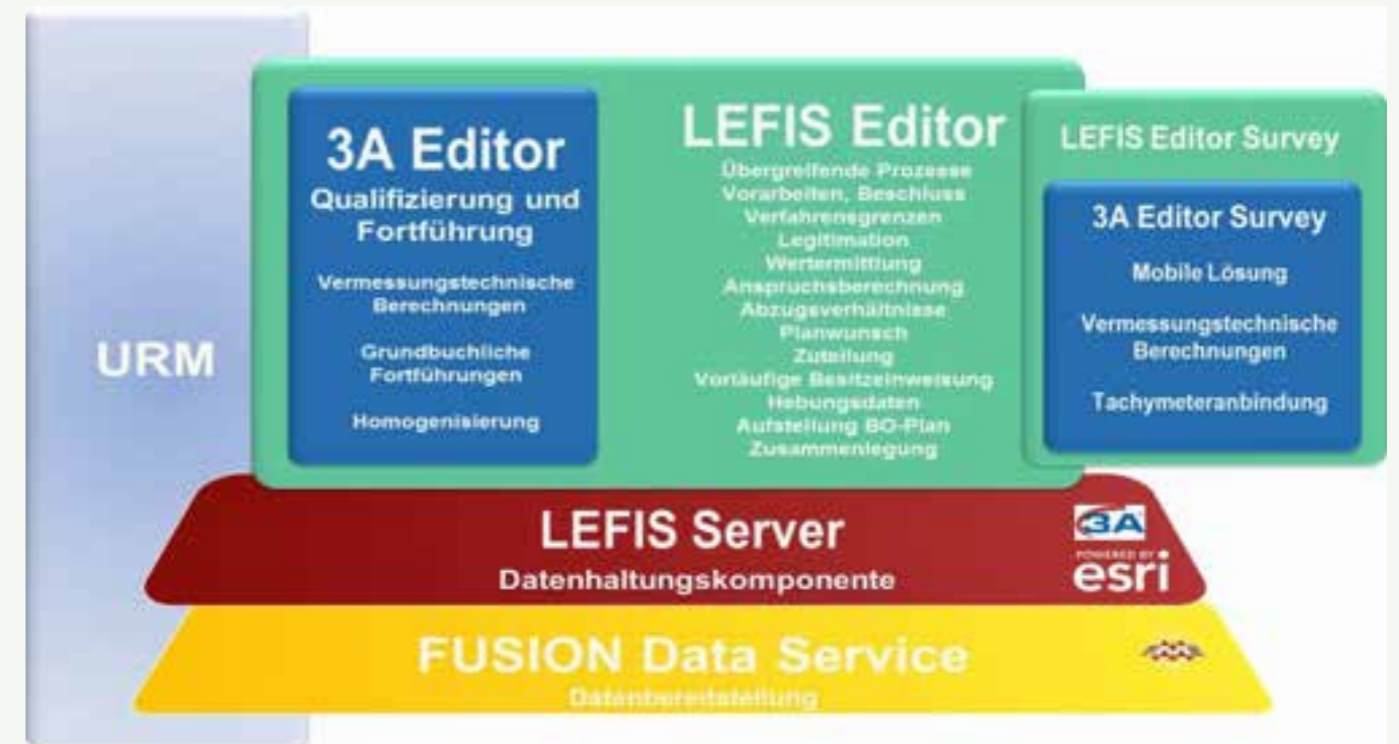 URM
3A Editor
Qualifizierung und
Fortführung
Vermessungstechnische
Berechnungen
Grundbuchliche
Fortführungen
Homogenisierung
LEFIS Editor
Übergreifende Prozesse
Vorarbeiten, Beschluss
Verfahrensgrenzen
Legitimation
Wertermittlung
Anspruchsberechnung
Abzugsverhältnisse
Planwunsch
Zuteilung
Vorläufige Besitzeinweisung
Hebungsdaten
Aufstellung BO-Plan
Zusammenlegung
LEFIS Editor Survey
3A Editor Survey
Mobile Lösung
Vermessungstechnische
Berechnungen
Tachymeteranbindung
LEFIS Server
Datenhaltungskomponente
3A
POWERED BY
esri
FUSION Data Service
Datenbereitstellung